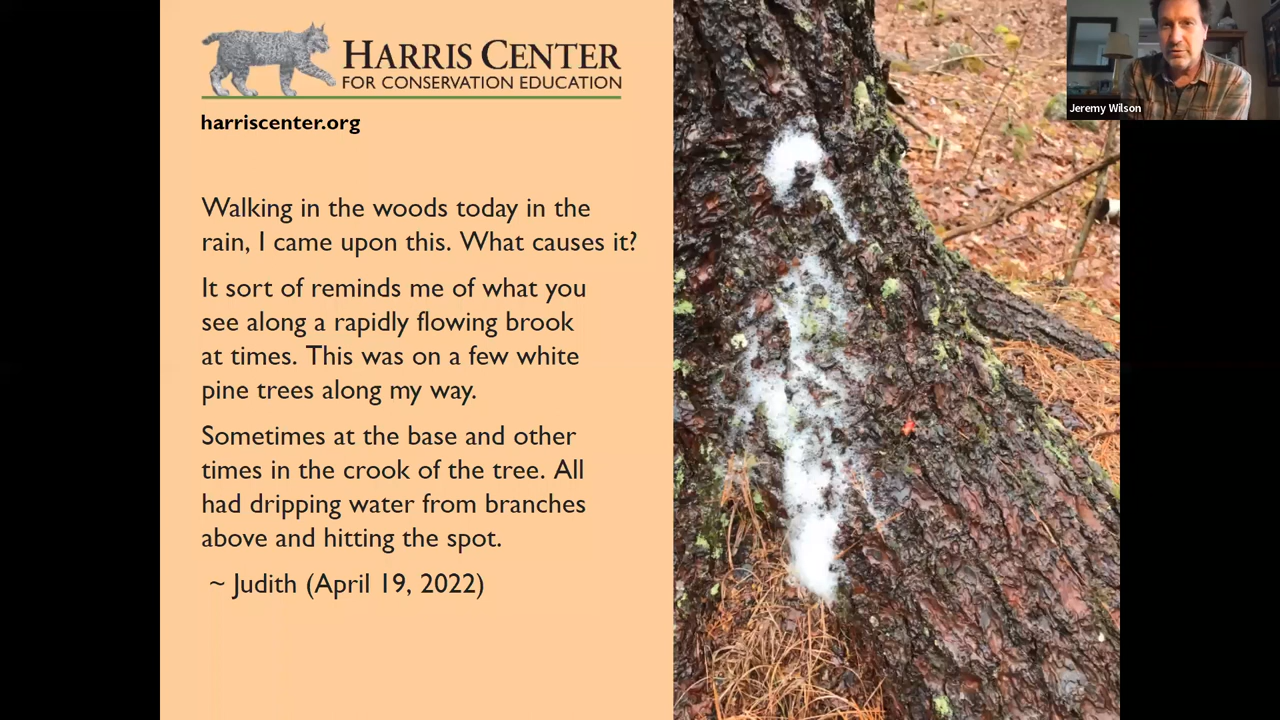 HARRIS CENTER
FOR CONSERVATION EDUCATION
harriscenter.org
Walking in the woods today in the
rain, I came upon this. What causes it?
It sort of reminds me of what you
see along a rapidly flowing brook
at times. This was on a few white
pine trees along my way.
Sometimes at the base and other
times in the crook of the tree. All
had dripping water from branches
above and hitting the spot.
~ Judith (April 19, 2022)
Jeremy Wilson